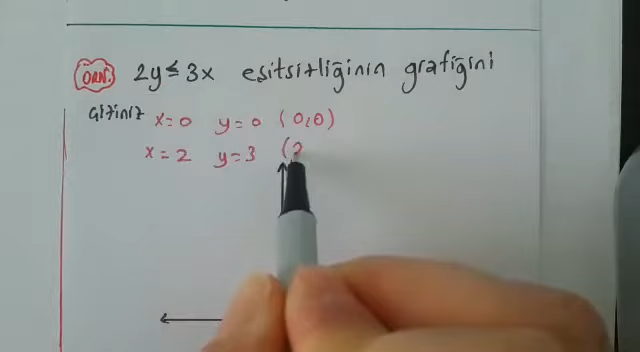 ÖRN. 2y ≤ 3x eşitsizliğinin grafiğini
çiziniz x=0 y=0 (0,0)
x=2 y=3 (2